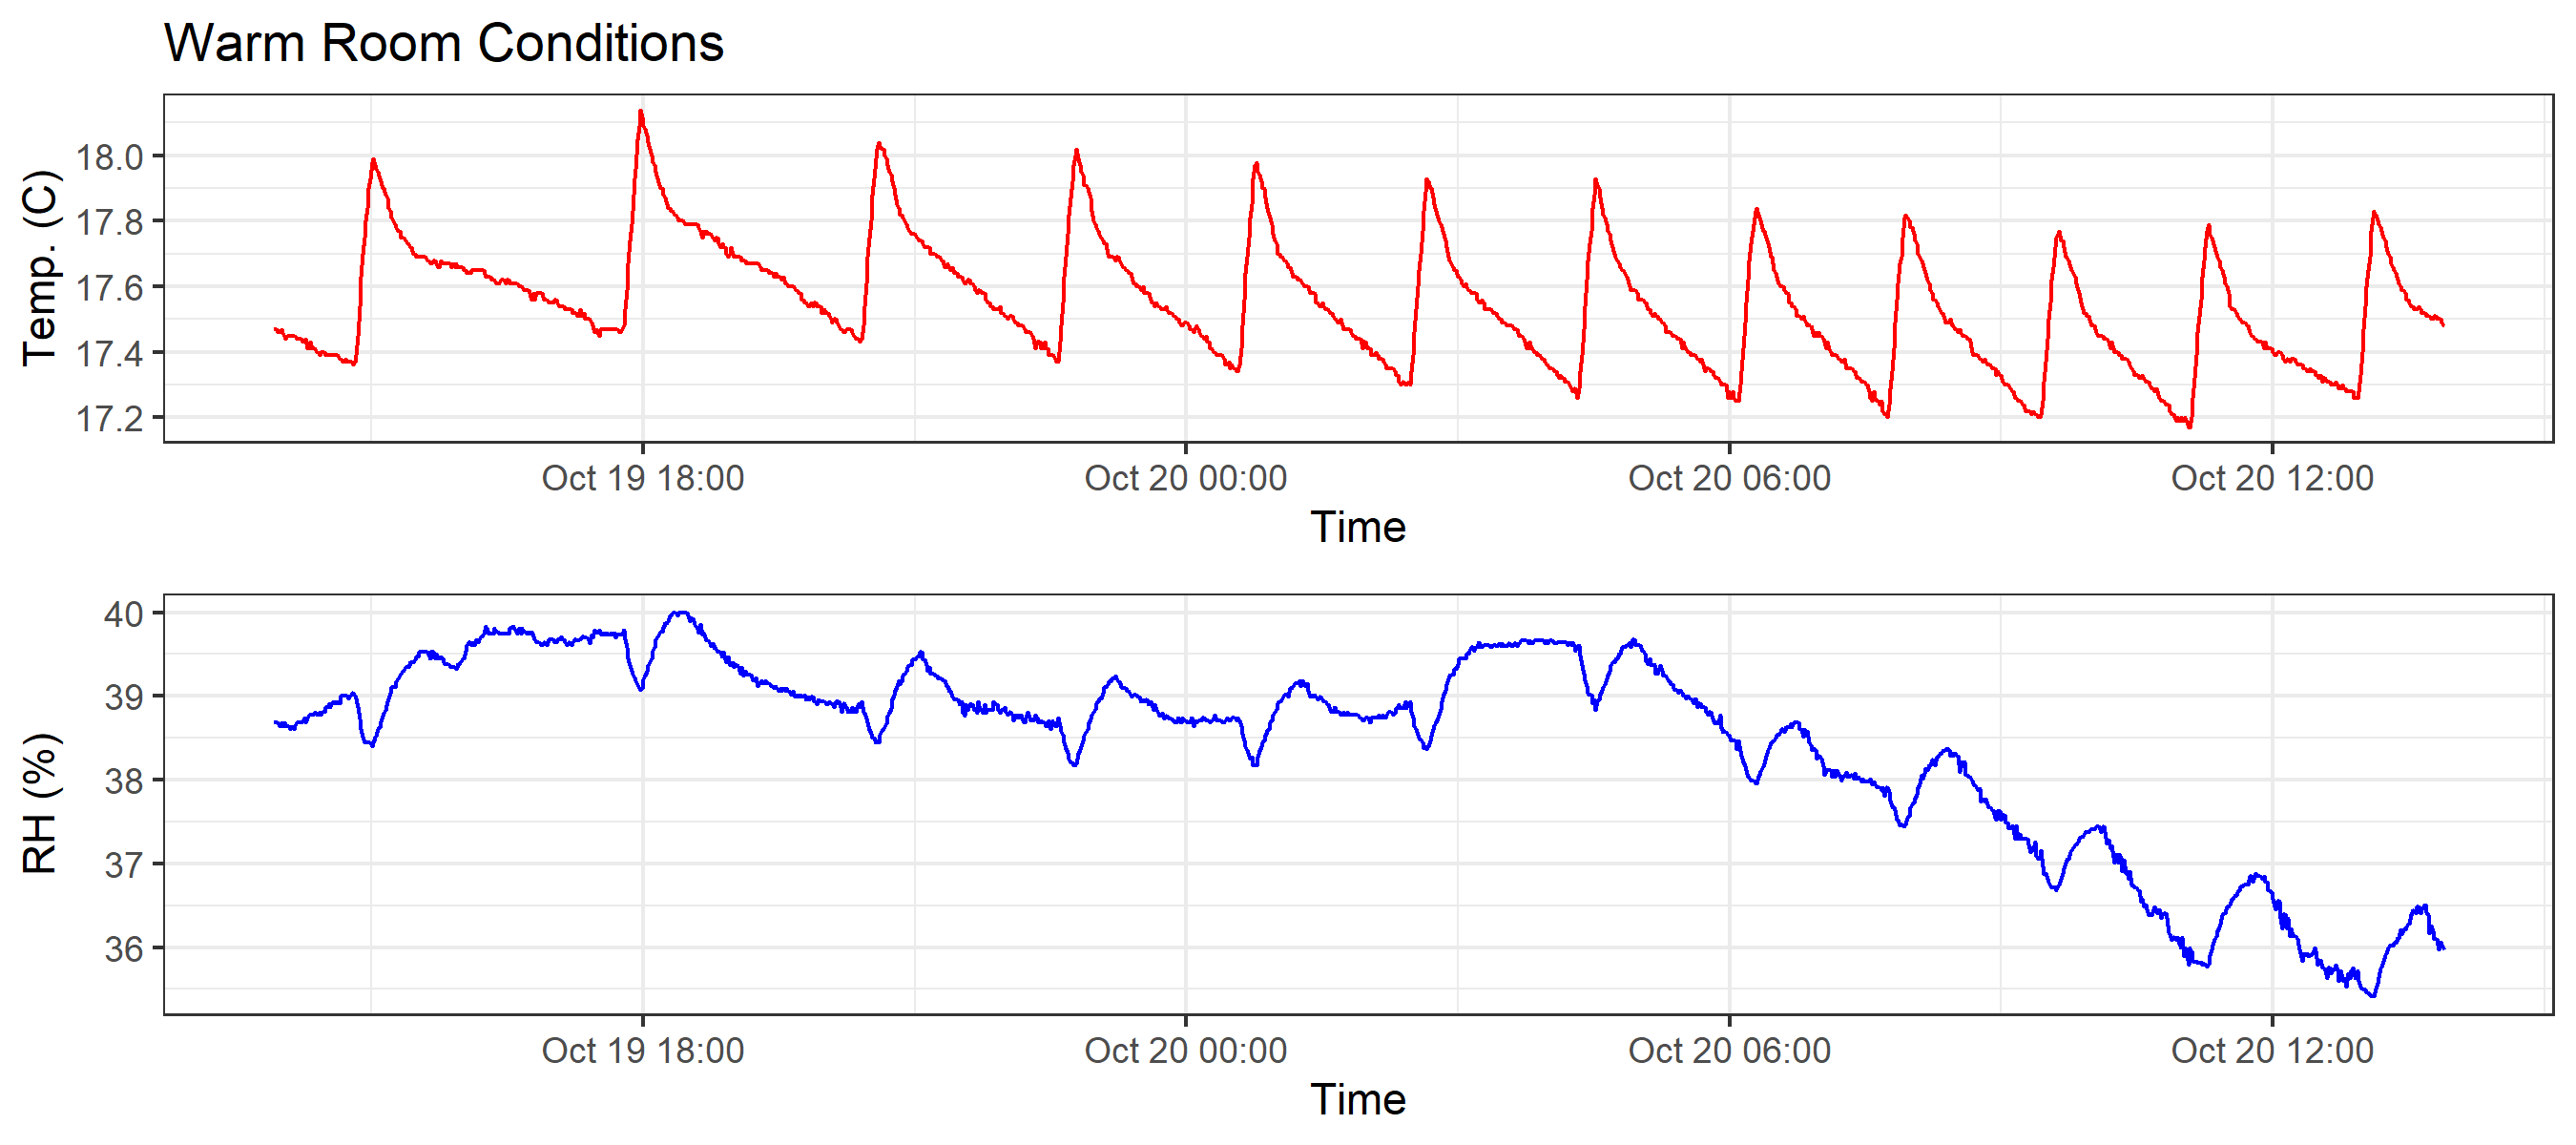 Warm Room Conditions
Temp. (C)
18.0
17.8
17.6
17.4
17.2
Oct 19 18:00 Oct 20 00:00 Oct 20 06:00 Oct 20 12:00
Time
RH (%)
40
39
38
37
36
Oct 19 18:00 Oct 20 00:00 Oct 20 06:00 Oct 20 12:00
Time